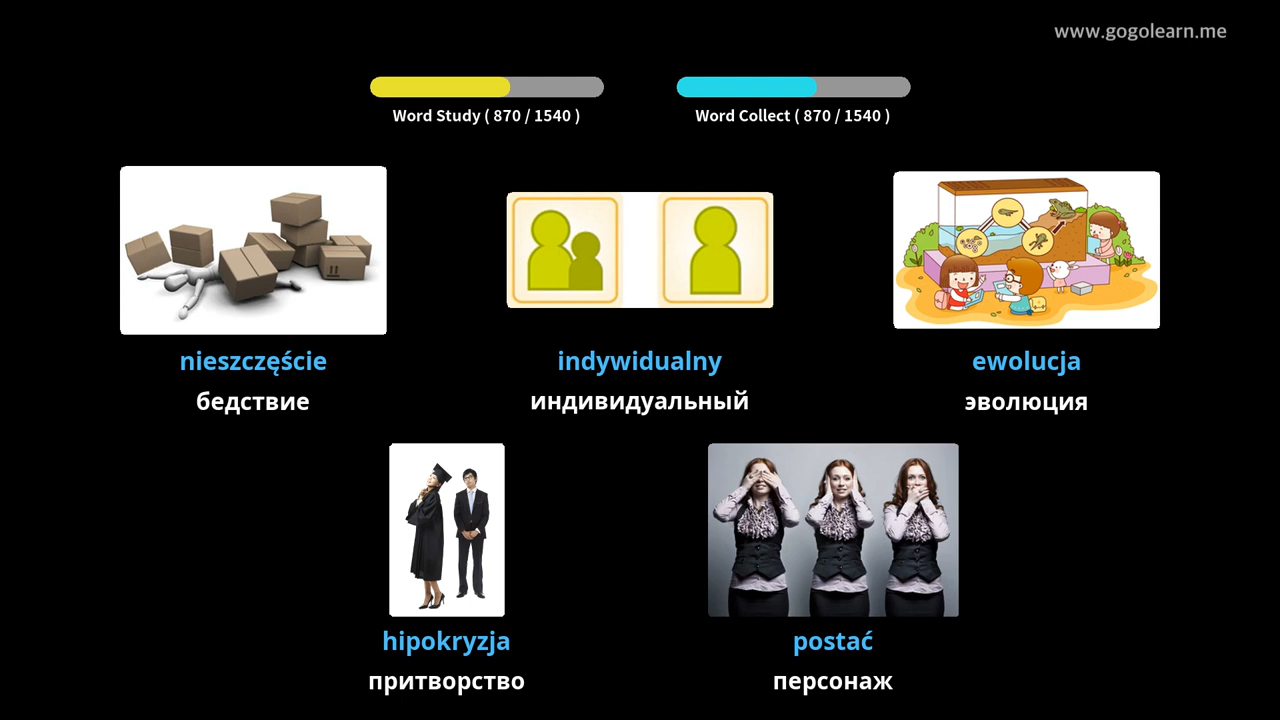 www.gogolearn.me
Word Study ( 870 / 1540 )
Word Collect ( 870 / 1540 )
nieszczęście
бедствие
indywidualny
индивидуальный
ewolucja
эволюция
hipokryzja
притворство
postać
персонаж